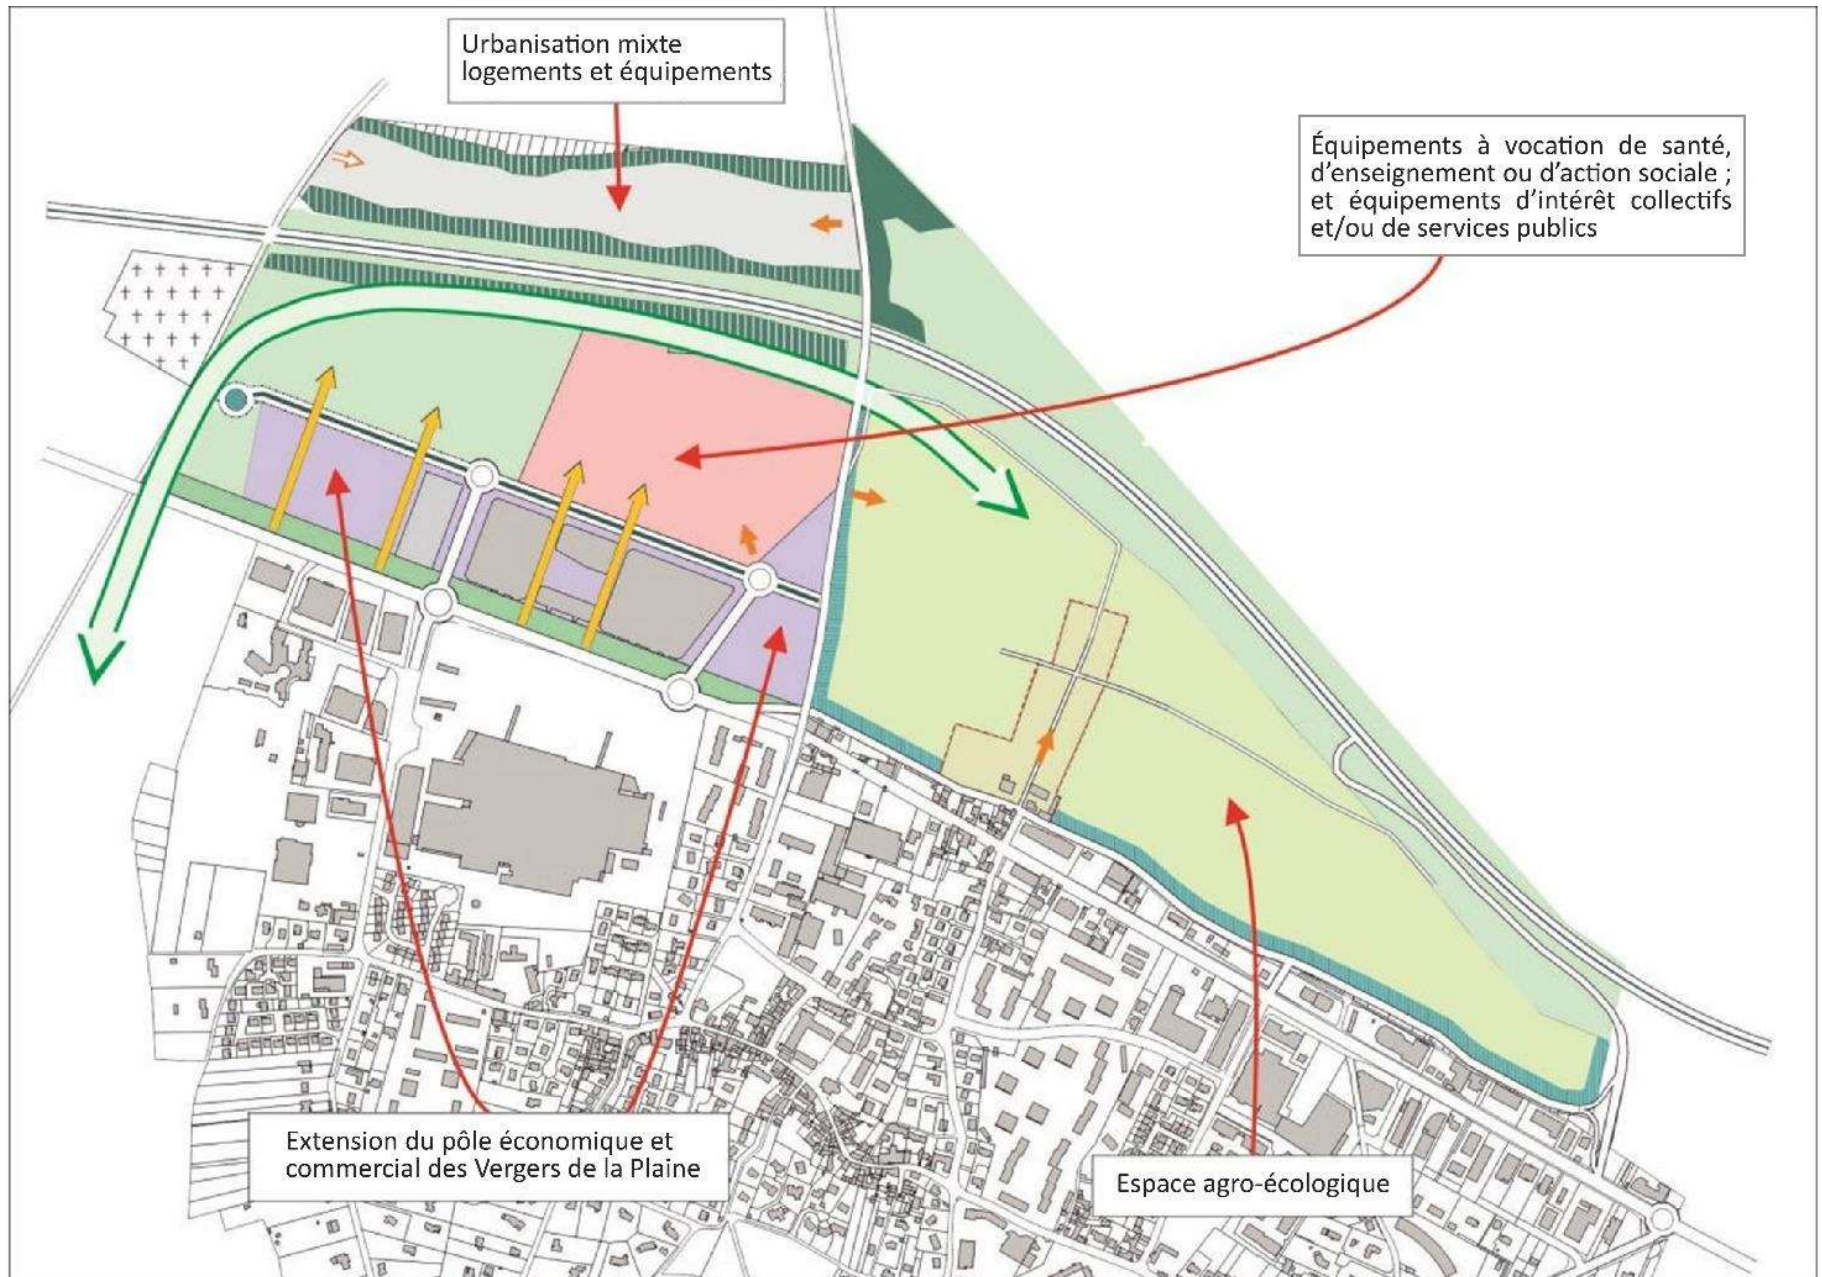 Urbanisation mixte
logements et équipements
Équipements à vocation de santé,
d’enseignement ou d’action sociale ;
et équipements d’intérêt collectifs
et/ou de services publics
Extension du pôle économique et
commercial des Vergers de la Plaine
Espace agro-écologique